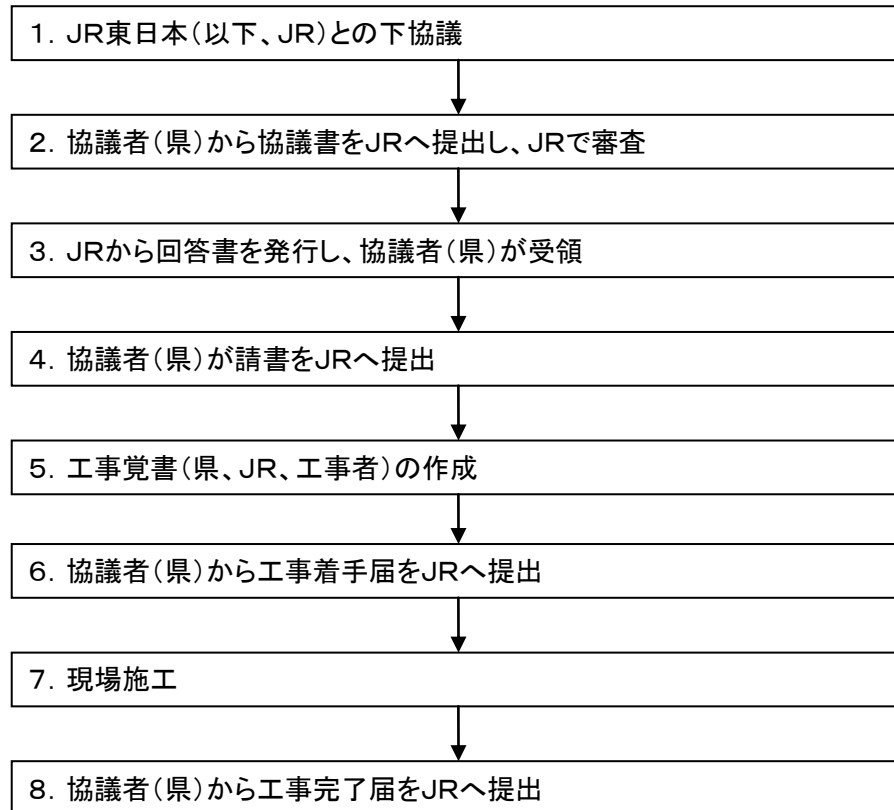 1．JR東日本（以下、JR）との下協議
2．協議者（県）から協議書をJRへ提出し、JRで審査
3．JRから回答書を発行し、協議者（県）が受領
4．協議者（県）が請書をJRへ提出
5．工事覚書（県、JR、工事者）の作成
6．協議者（県）から工事着手届をJRへ提出
7．現場施工
8．協議者（県）から工事完了届をJRへ提出